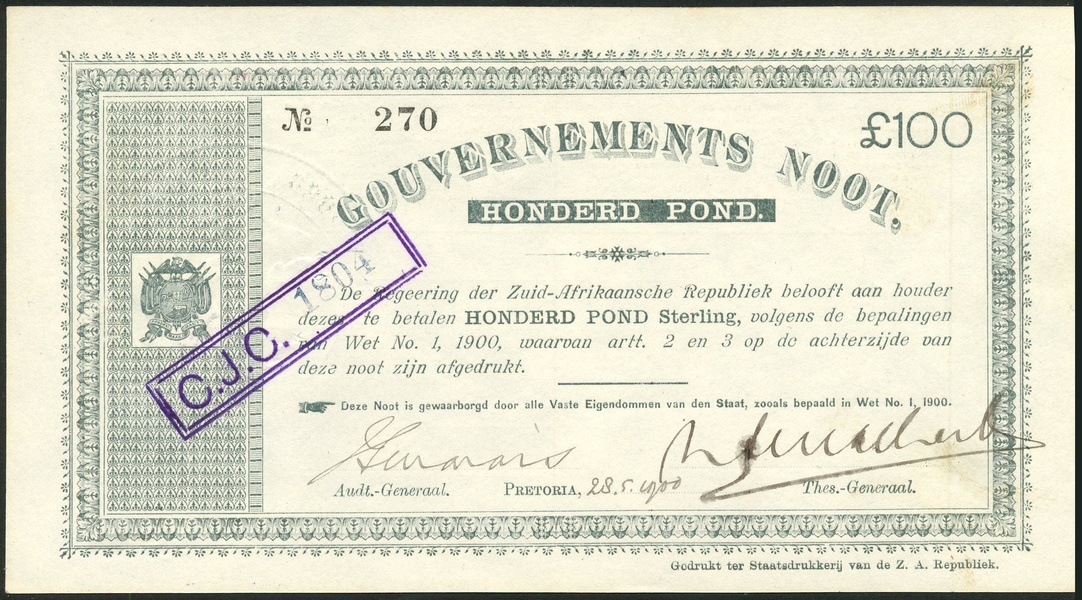 № 270
£100
GOUVERNEMENTS NOOT.
HONDERD POND.
De Regeering der Zuid-Afrikaansche Republiek belooft aan houder
dezes te betalen HONDERD POND Sterling, volgens de bepalingen
van Wet No. 1, 1900, waarvan artt. 2 en 3 op de achterzijde van
deze noot zijn afgedrukt.
Deze Noot is gewaarborgd door alle Vaste Eigendommen van den Staat, zooals bepaald in Wet No. 1, 1900.
C.J.C. 1804
Audt.-Generaal.
PRETORIA, 28.5.1900
Thes.-Generaal.
Godrukt ter Staatsdrukkerij van de Z. A. Republiek.